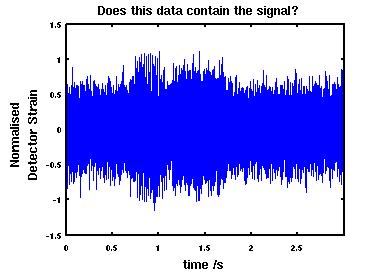 Does this data contain the signal?
1.5
1
0.5
0
-0.5
-1
-1.5
Normalised
Detector Strain
0 0.5 1 1.5 2 2.5
time /s